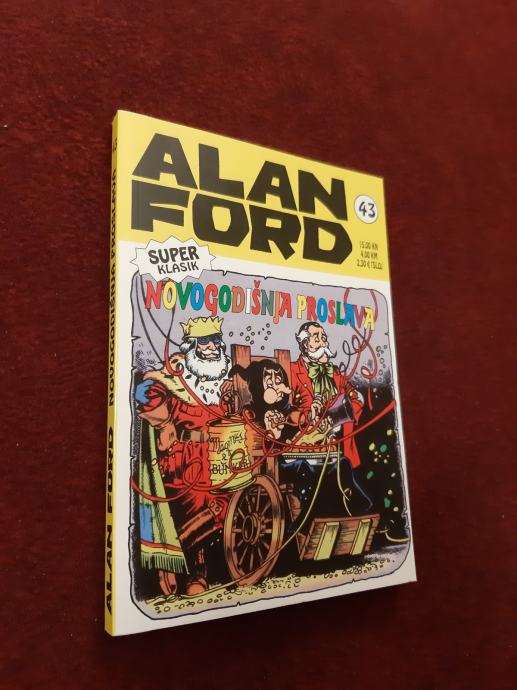 ALAN
FORD
43
15,00 KN
4,00 KM
2,30 € (SLO)
SUPER
KLASIK
NOVOGODIŠNJA PROSLAVA
ALAN FORD NOVOGODIŠNJA PROSLAVA